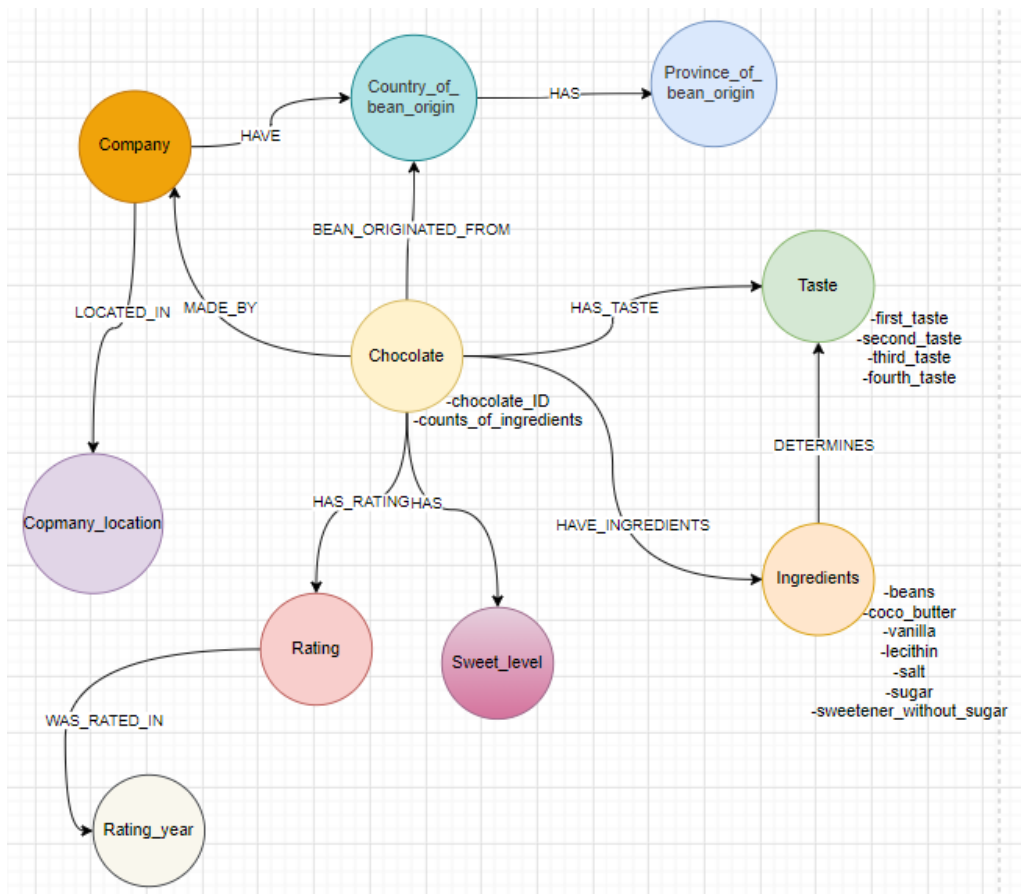 Province_of_
bean_origin
Country_of_
bean_origin
HAS
Company
HAVE
BEAN_ORIGINATED_FROM
Taste
-first_taste
-second_taste
-third_taste
-fourth_taste
HAS_TASTE
LOCATED_IN
MADE_BY
Chocolate
-chocolate_ID
-counts_of_ingredients
DETERMINES
HAS_RATING
HAS
HAVE_INGREDIENTS
Copmany_location
Ingredients
-beans
-coco_butter
-vanilla
-lecithin
-salt
-sugar
-sweetener_without_sugar
Rating
Sweet_level
WAS_RATED_IN
Rating_year